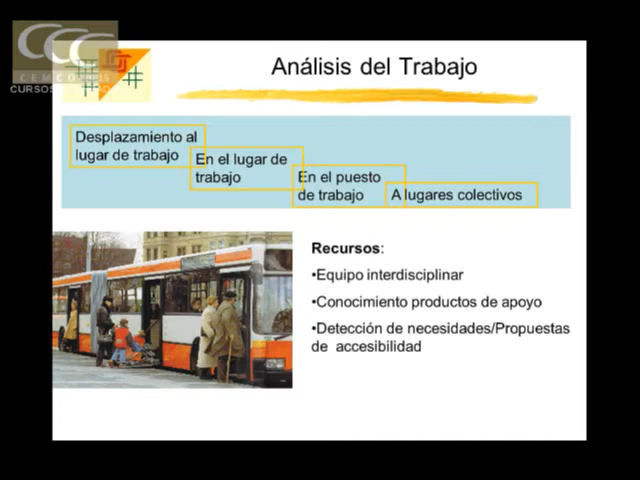 CCC
CEMCO
CURSOS
Análisis del Trabajo
Desplazamiento al
lugar de trabajo
En el lugar de
trabajo
En el puesto
de trabajo
A lugares colectivos
Recursos:
•Equipo interdisciplinar
•Conocimiento productos de apoyo
•Detección de necesidades/Propuestas
de accesibilidad